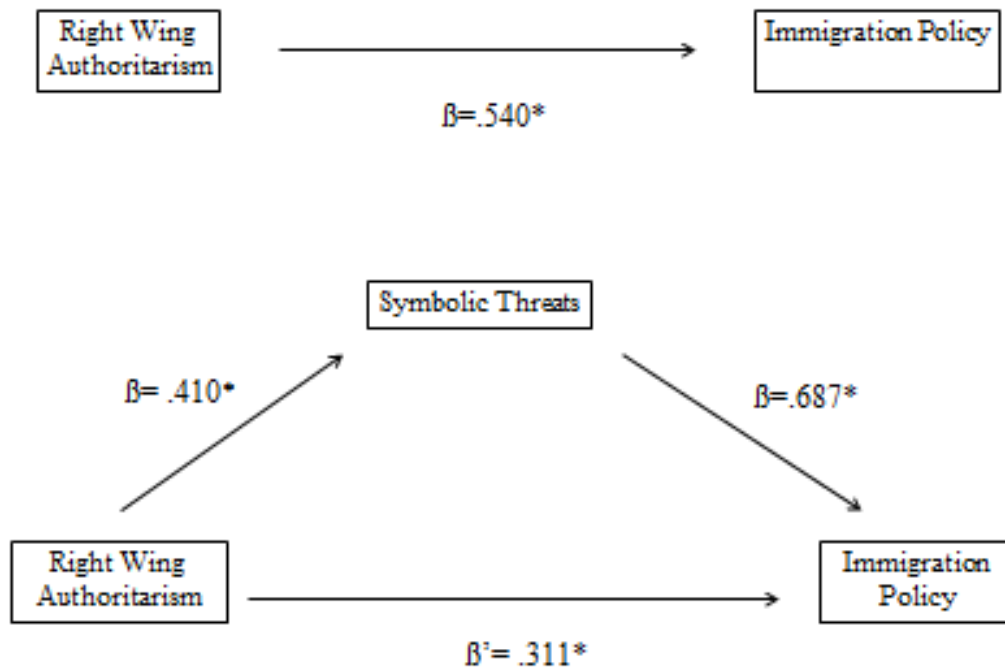 Right Wing
Authoritarism
Immigration Policy
ß=.540*
Symbolic Threats
ß= .410*
ß=.687*
Right Wing
Authoritarism
Immigration
Policy
ß’= .311*